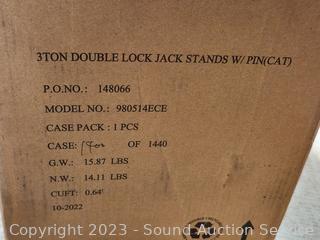 3TON DOUBLE LOCK JACK STANDS W/ PIN(CAT)
P.O.NO.: 148066
MODEL NO.: 980514ECE
CASE PACK: 1 PCS
CASE: OF 1440
G.W.: 15.87 LBS
N.W.: 14.11 LBS
CUFT: 0.64'
10-2022
Copyright 2023 - Sound Auction Service